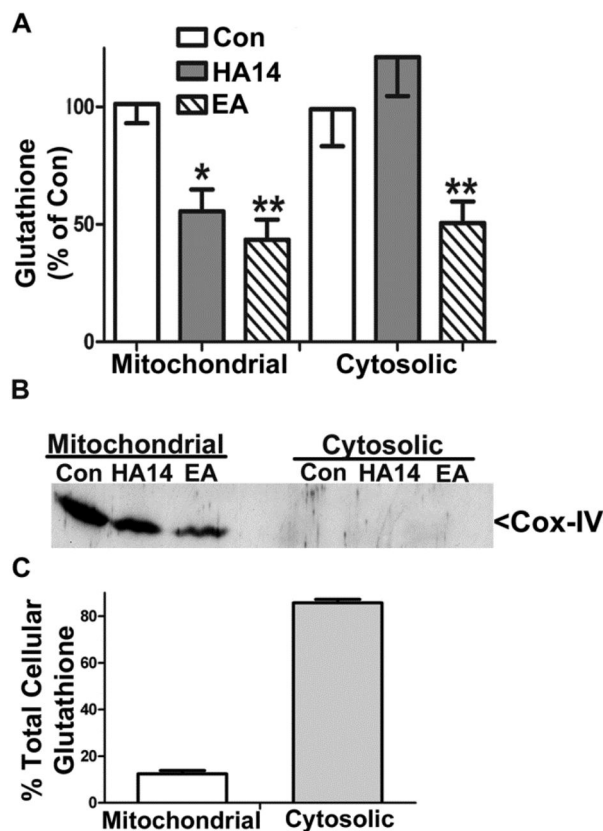 A
Con
HA14
EA
Glutathione
(% of Con)
100
50
0
*
**
**
Mitochondrial Cytosolic
B
Mitochondrial Cytosolic
Con HA14 EA Con HA14 EA
<Cox-IV
C
% Total Cellular
Glutathione
80
60
40
20
0
Mitochondrial Cytosolic